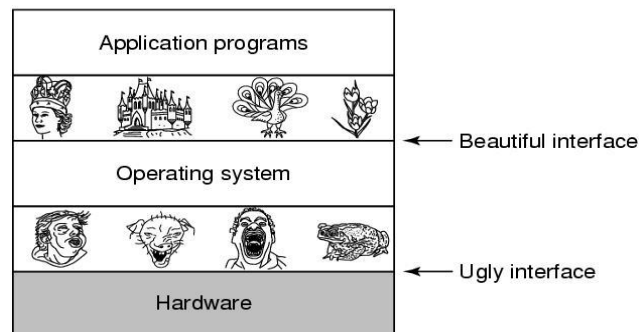 Application programs
Beautiful interface
Operating system
Ugly interface
Hardware